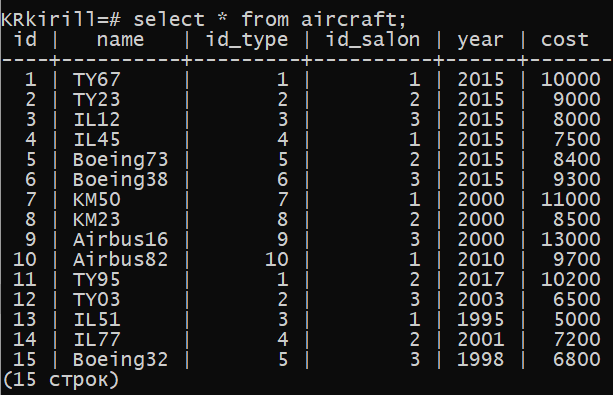 KRkirill=# select * from aircraft;
 id |   name    | id_type | id_salon | year | cost
----+-----------+---------+----------+------+-------
  1 | TY67      |       1 |        1 | 2015 | 10000
  2 | TY23      |       2 |        2 | 2015 |  9000
  3 | IL12      |       3 |        3 | 2015 |  8000
  4 | IL45      |       4 |        1 | 2015 |  7500
  5 | Boeing73  |       5 |        2 | 2015 |  8400
  6 | Boeing38  |       6 |        3 | 2015 |  9300
  7 | KM50      |       7 |        1 | 2000 | 11000
  8 | KM23      |       8 |        2 | 2000 |  8500
  9 | Airbus16  |       9 |        3 | 2000 | 13000
 10 | Airbus82  |      10 |        1 | 2010 |  9700
 11 | TY95      |       1 |        2 | 2017 | 10200
 12 | TY03      |       2 |        3 | 2003 |  6500
 13 | IL51      |       3 |        1 | 1995 |  5000
 14 | IL77      |       4 |        2 | 2001 |  7200
 15 | Boeing32  |       5 |        3 | 1998 |  6800
(15 строк)